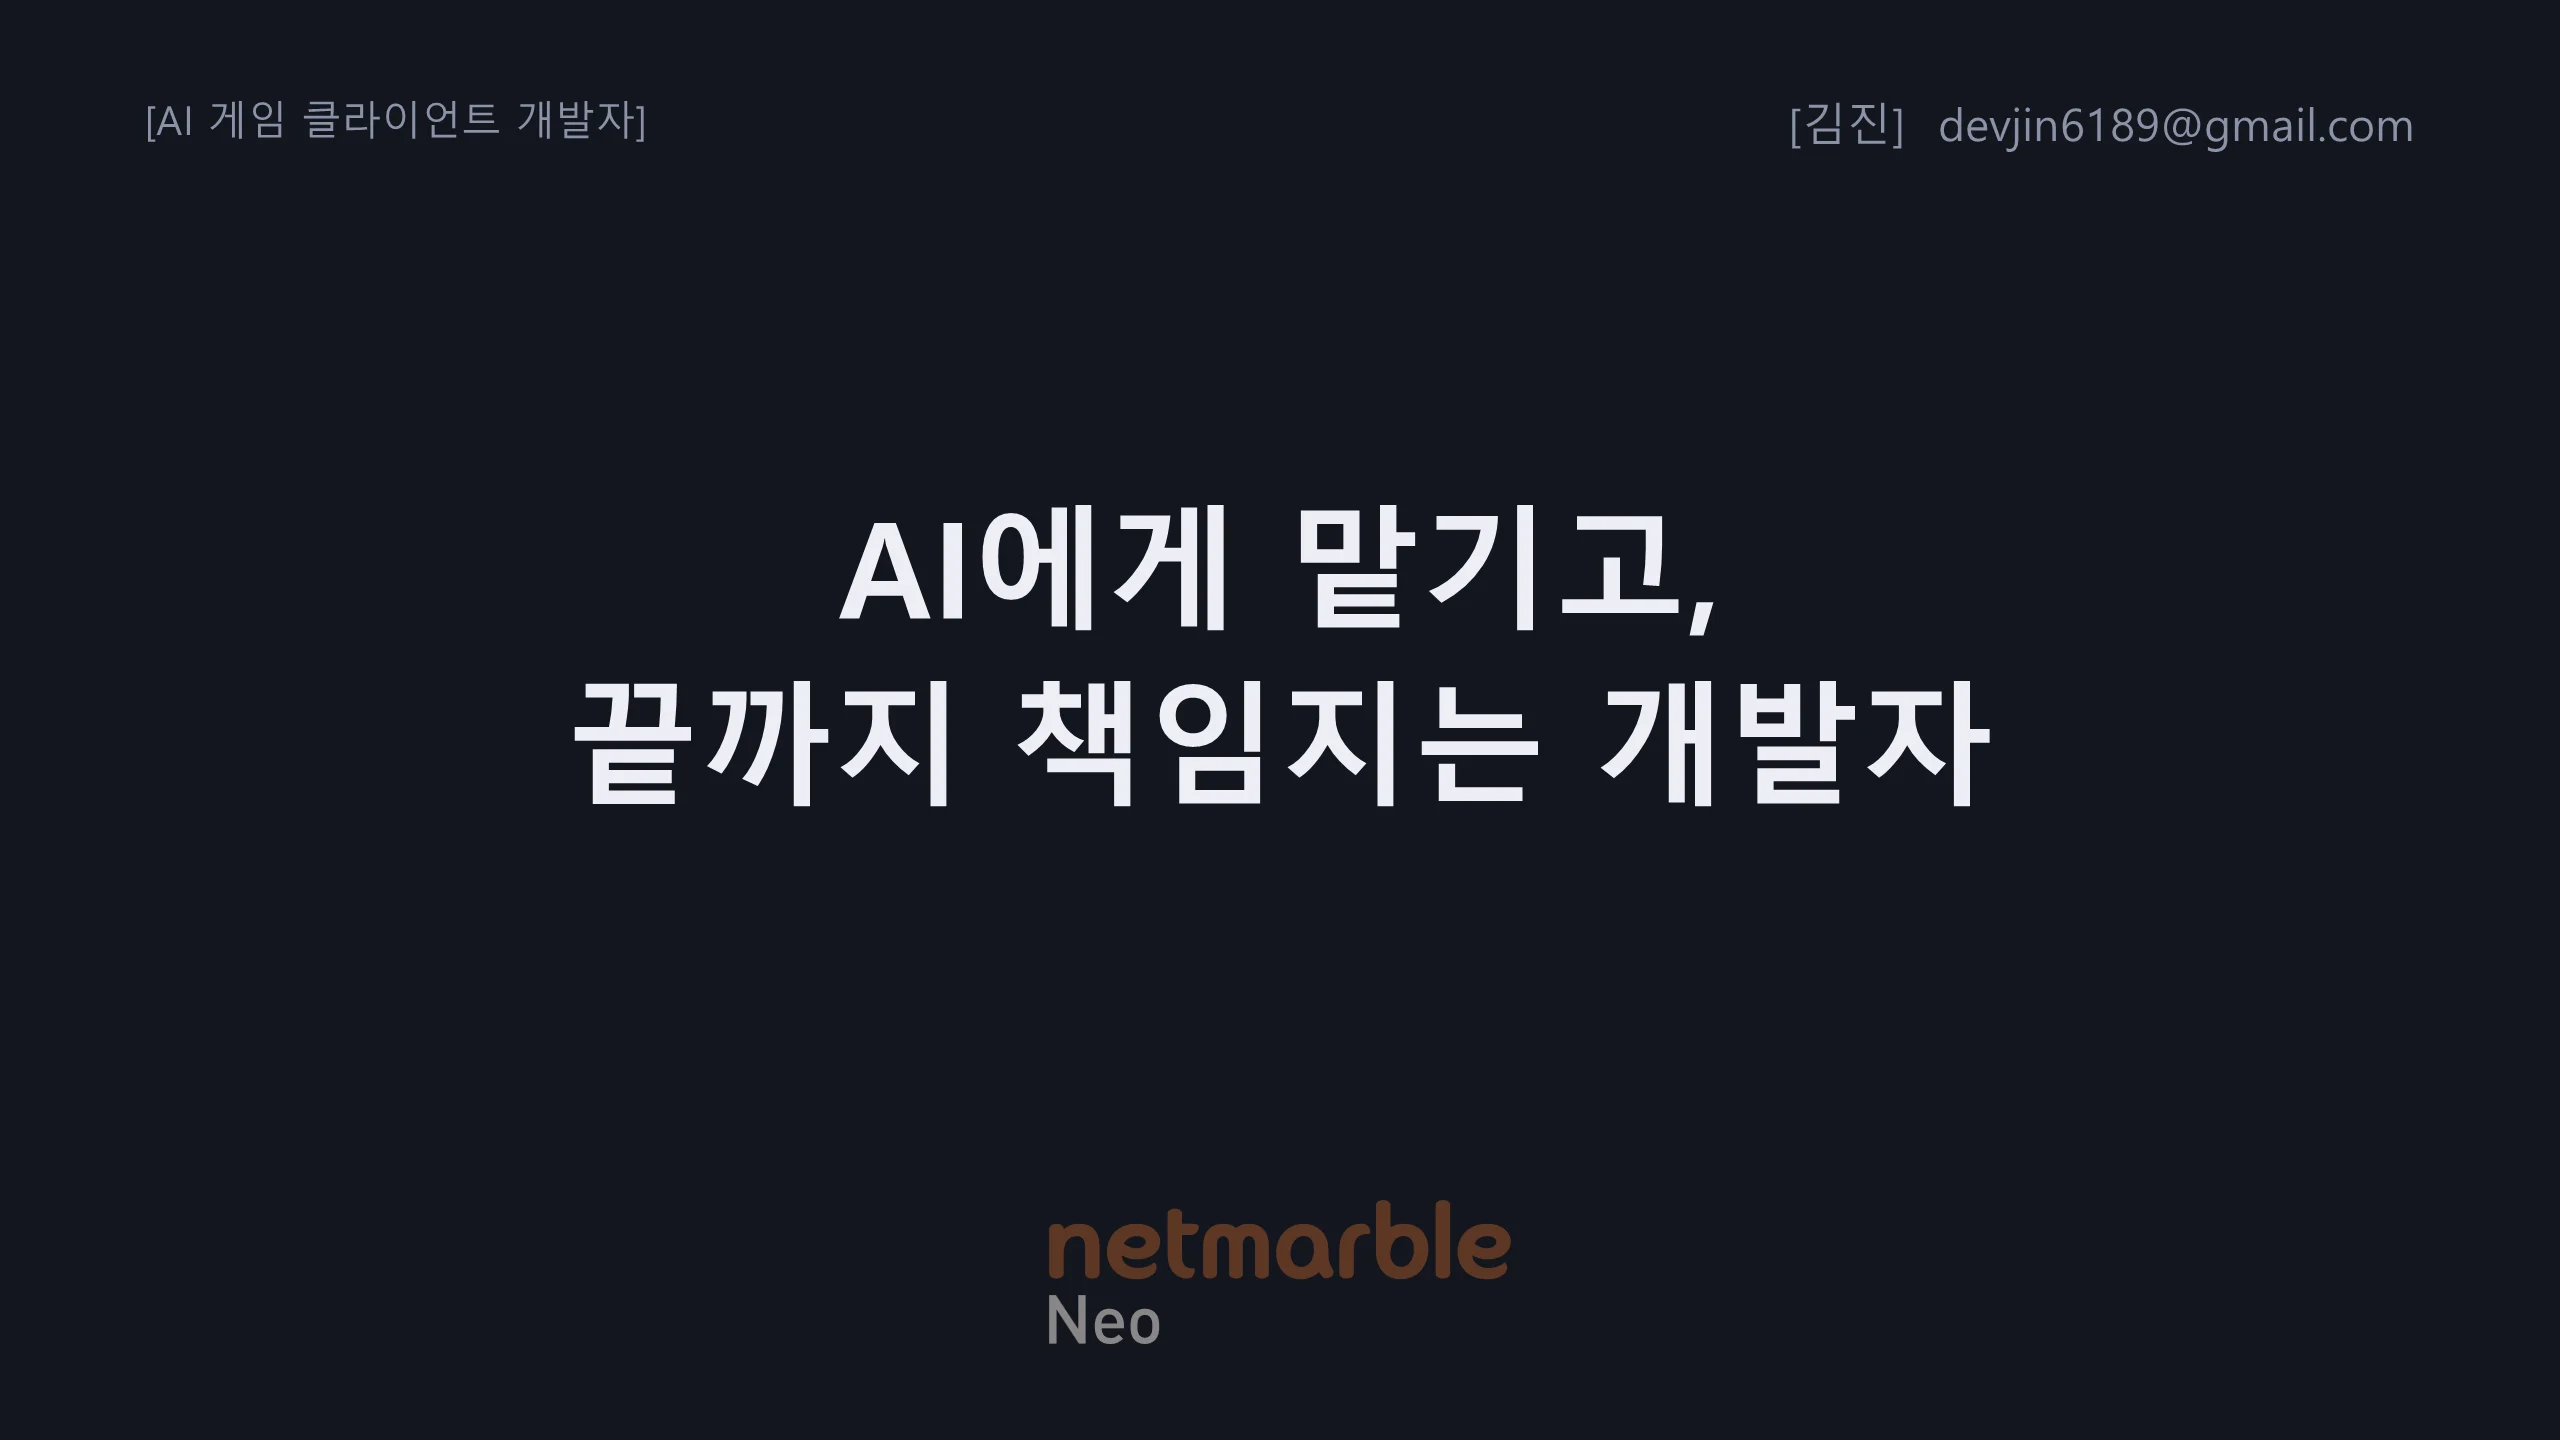 [AI 게임 클라이언트 개발자]
[김진] devjin6189@gmail.com
AI에게 맡기고,
끝까지 책임지는 개발자
netmarble
Neo